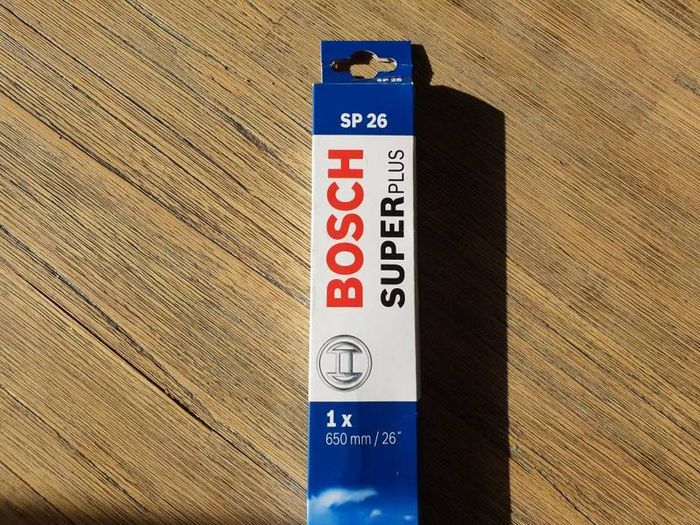 SP 26
SP 26
BOSCH
SUPERPLUS
1 x
650 mm / 26"